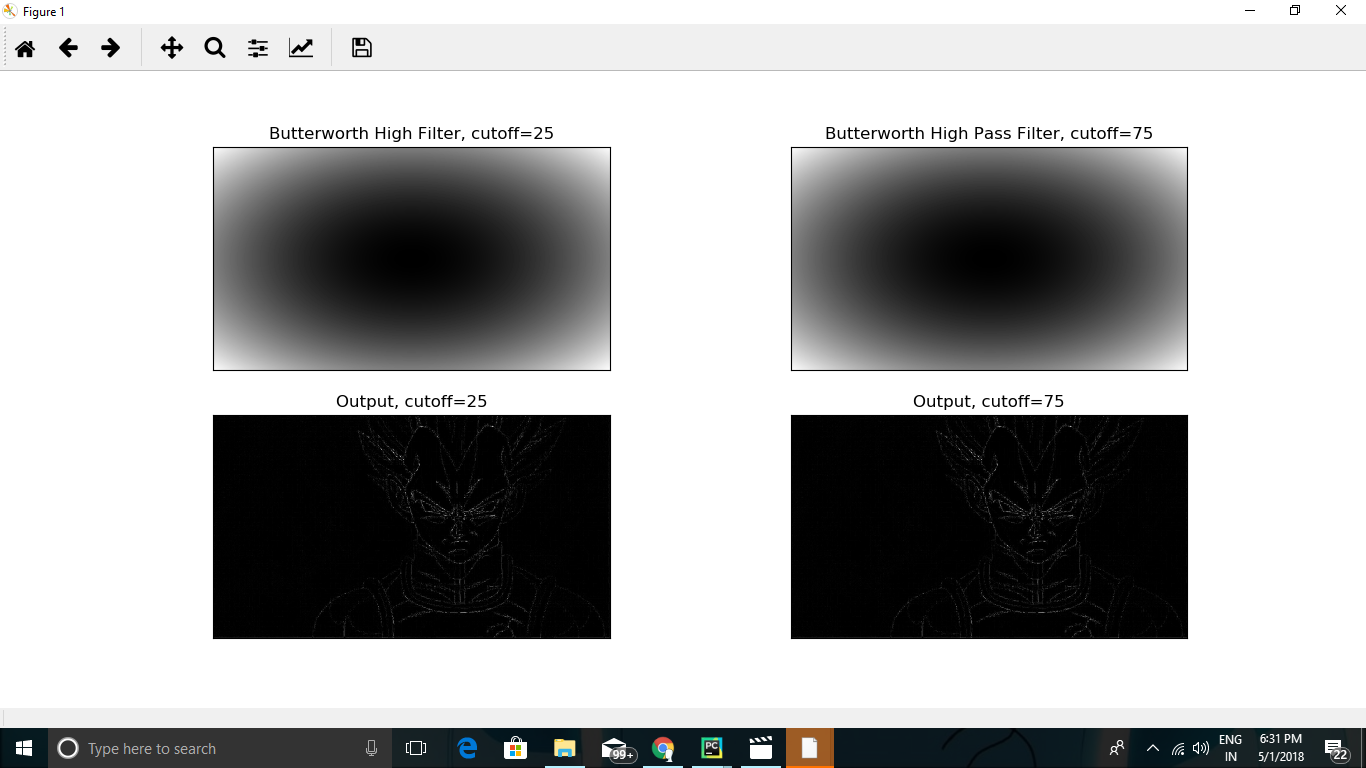 Figure 1
Butterworth High Filter, cutoff=25
Butterworth High Pass Filter, cutoff=75
Output, cutoff=25
Output, cutoff=75
Type here to search
99+
PC
ENG
IN
6:31 PM
5/1/2018
22